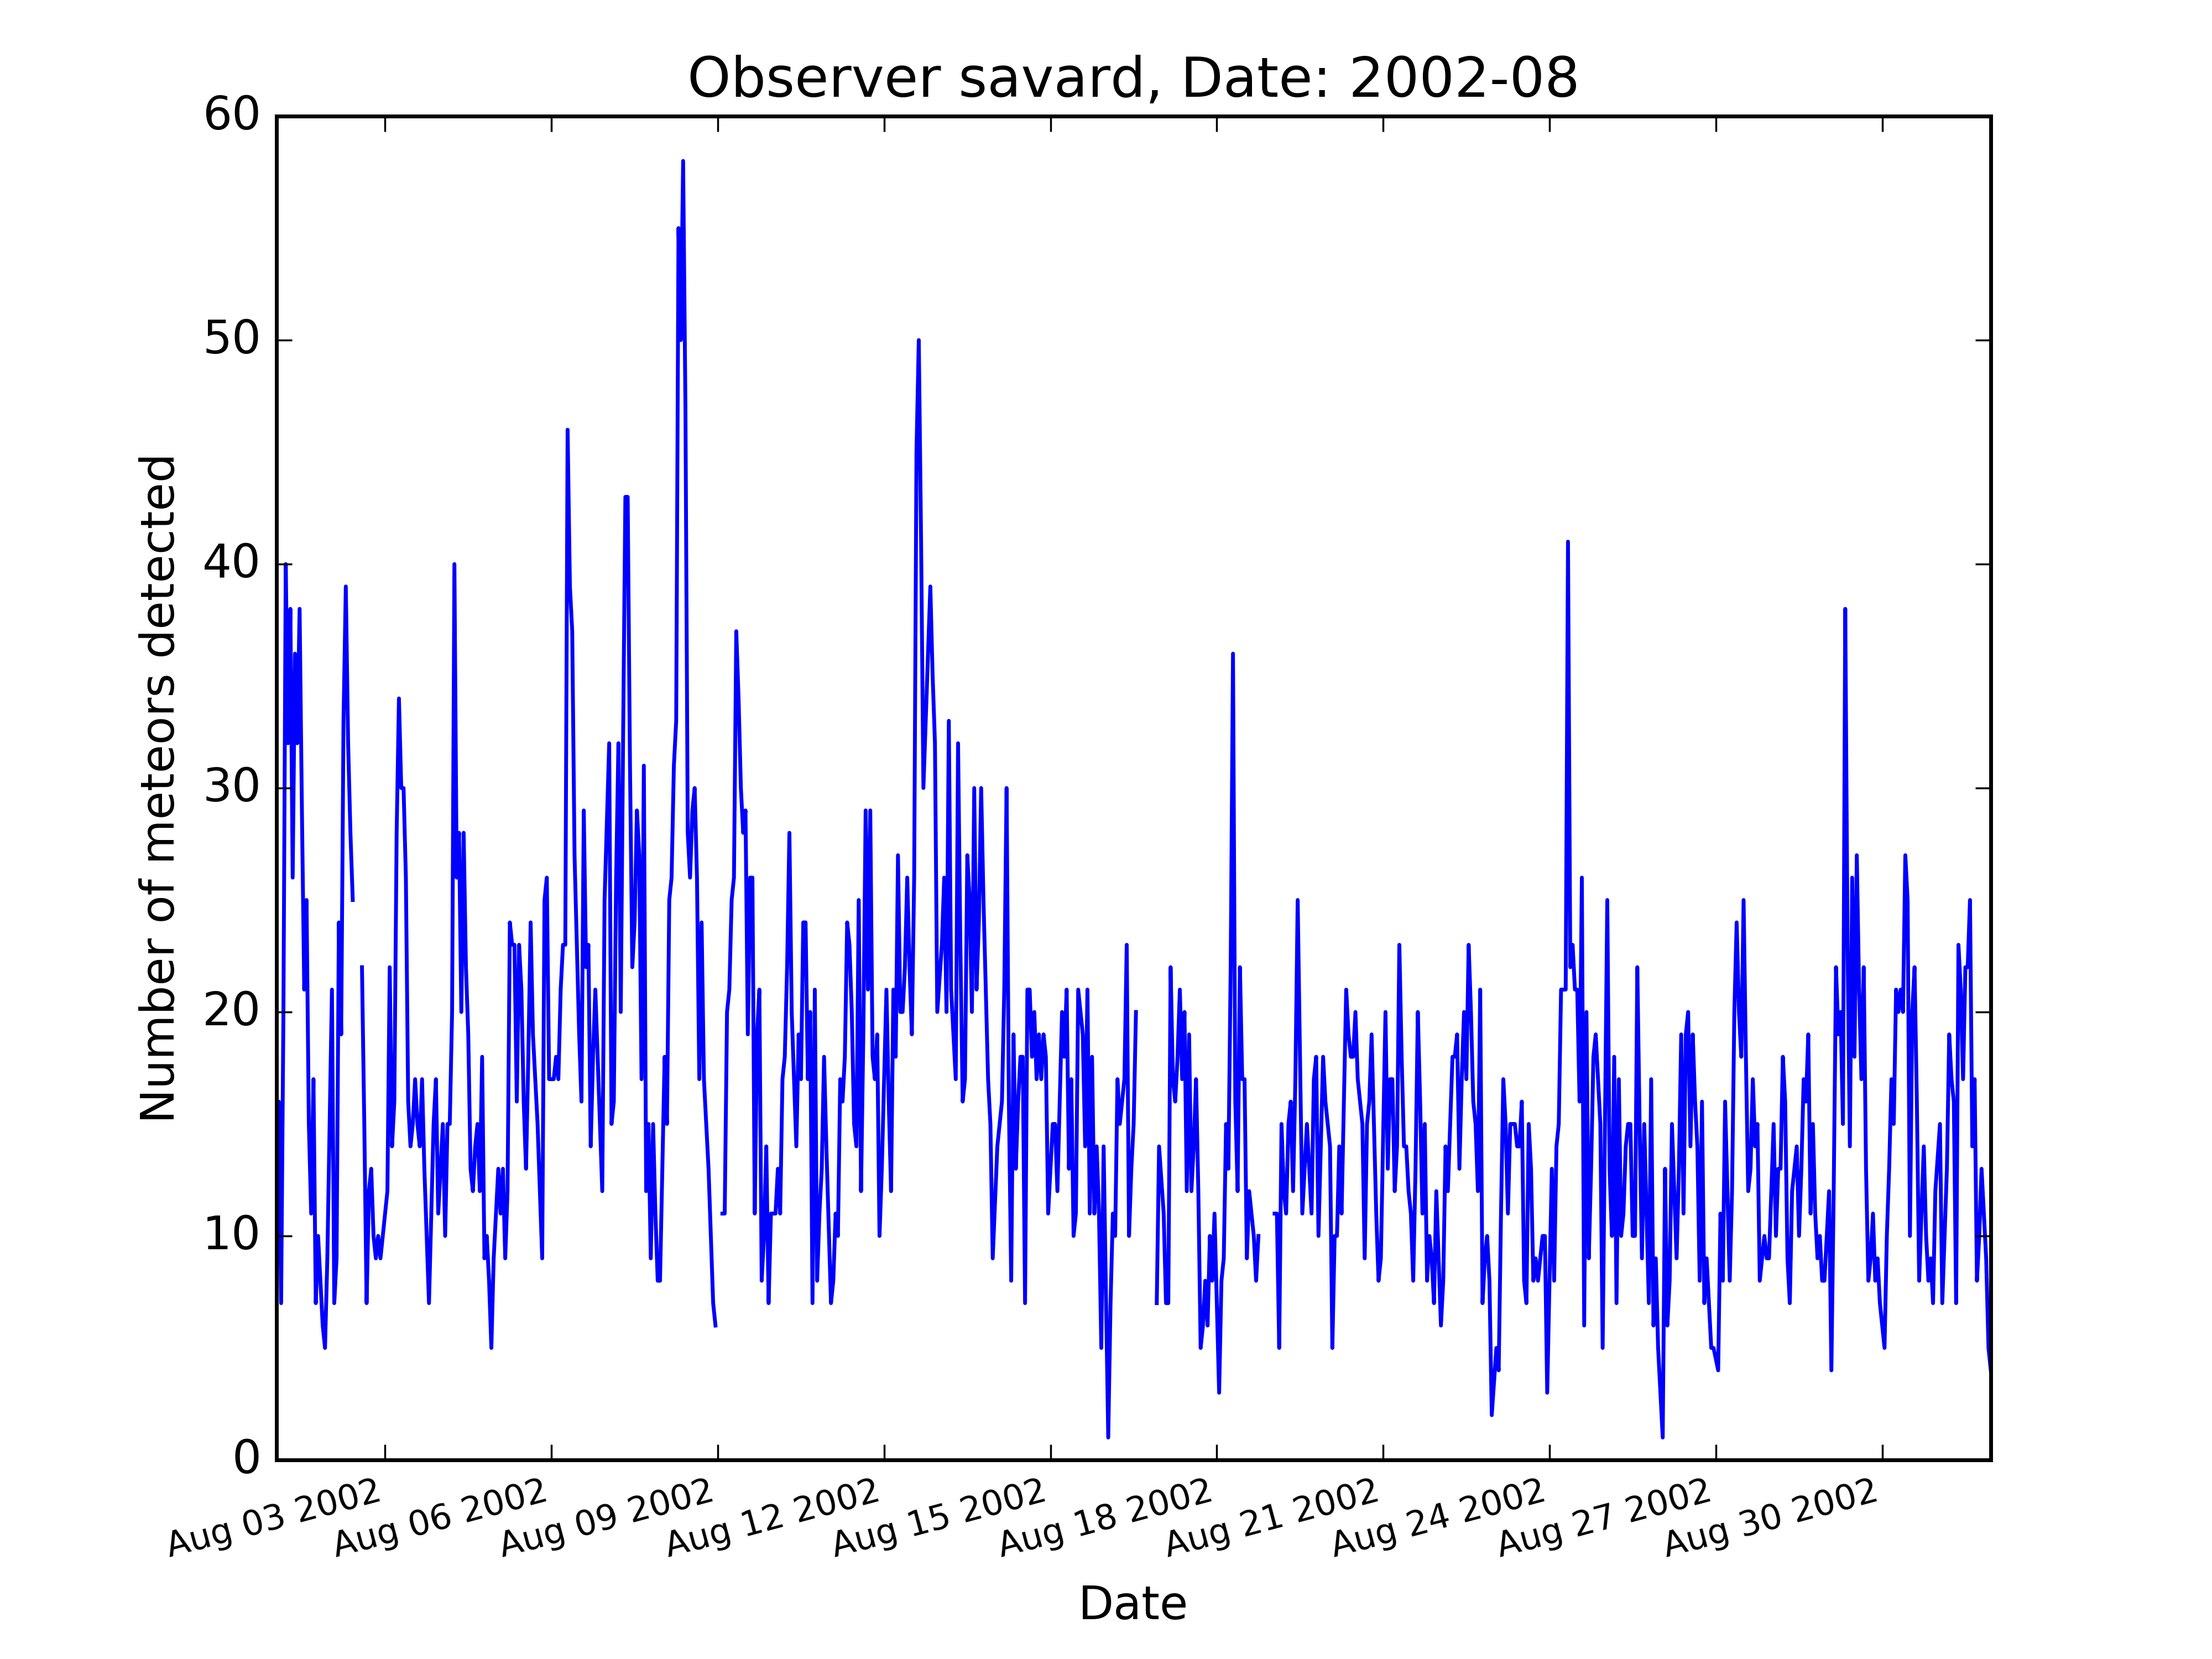 Observer savard, Date: 2002-08
Number of meteors detected
60
50
40
30
20
10
0
Aug 03 2002
Aug 06 2002
Aug 09 2002
Aug 12 2002
Aug 15 2002
Aug 18 2002
Aug 21 2002
Aug 24 2002
Aug 27 2002
Aug 30 2002
Date